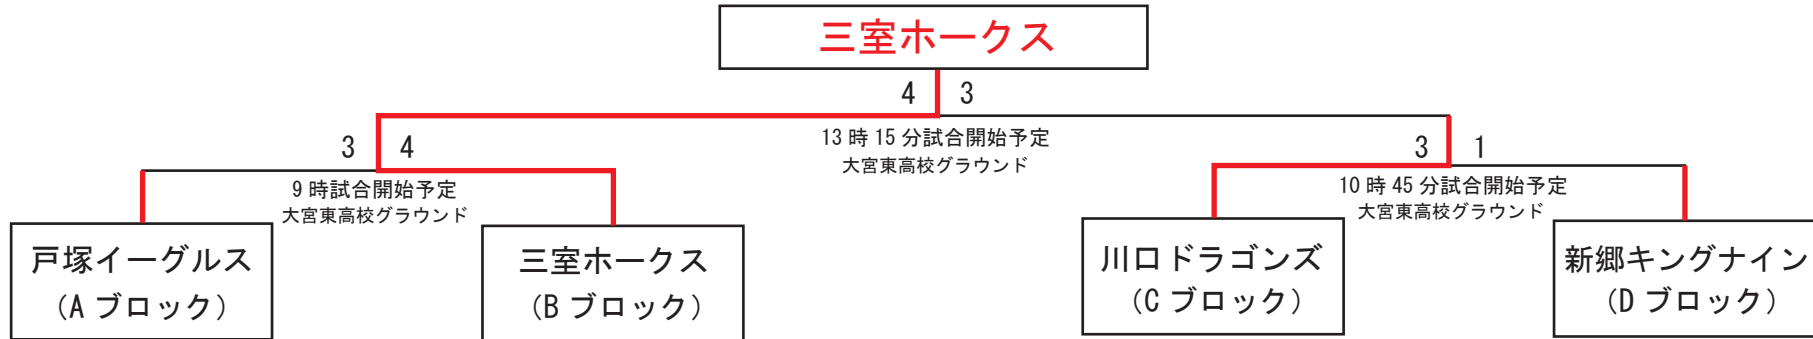 三室ホークス
4 3
13時15分試合開始予定
大宮東高校グラウンド
3 4
9時試合開始予定
大宮東高校グラウンド
3 1
10時45分試合開始予定
大宮東高校グラウンド
戸塚イーグルス
(Aブロック)
三室ホークス
(Bブロック)
川口ドラゴンズ
(Cブロック)
新郷キングナイン
(Dブロック)